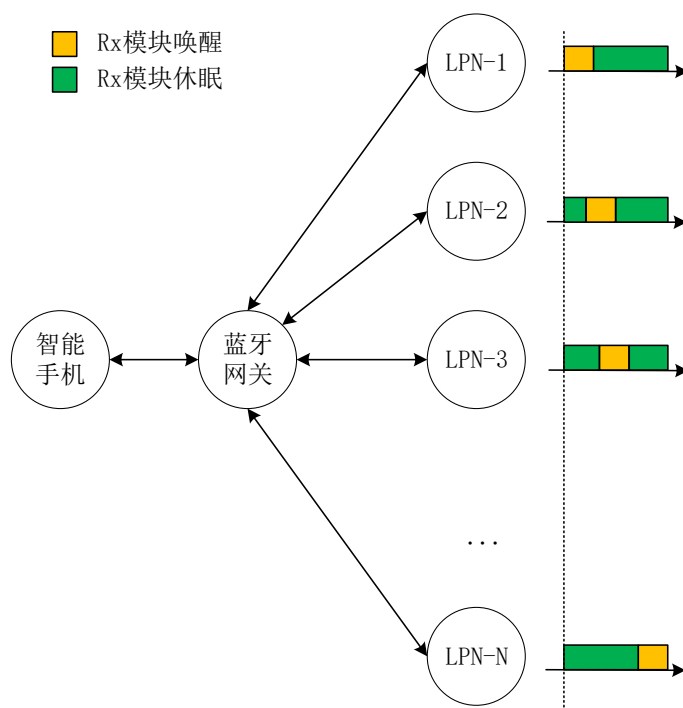 Rx模块唤醒
Rx模块休眠
LPN-1
LPN-2
智能
手机
蓝牙
网关
LPN-3
...
LPN-N